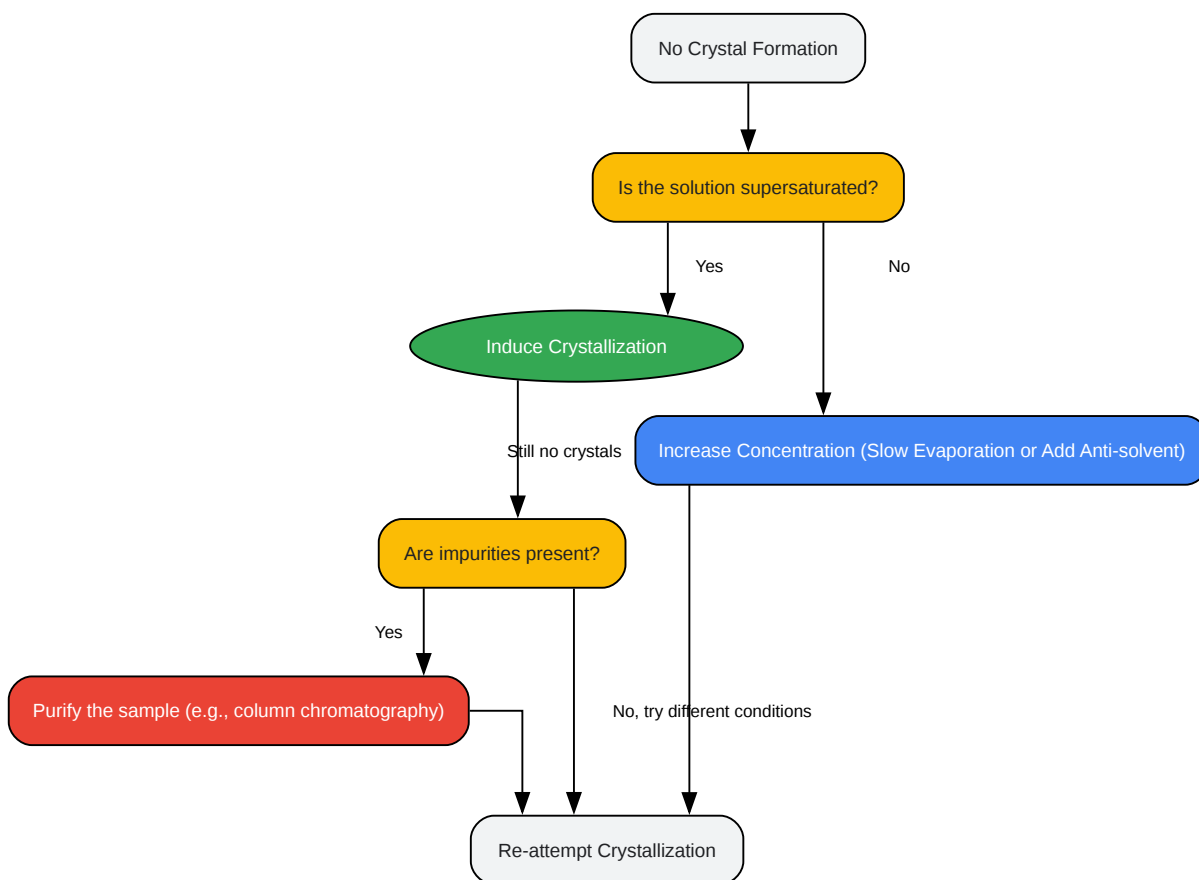 No Crystal Formation
Is the solution supersaturated?
Yes
No
Induce Crystallization
Still no crystals
Increase Concentration (Slow Evaporation or Add Anti-solvent)
Are impurities present?
Yes
Purify the sample (e.g., column chromatography)
No, try different conditions
Re-attempt Crystallization